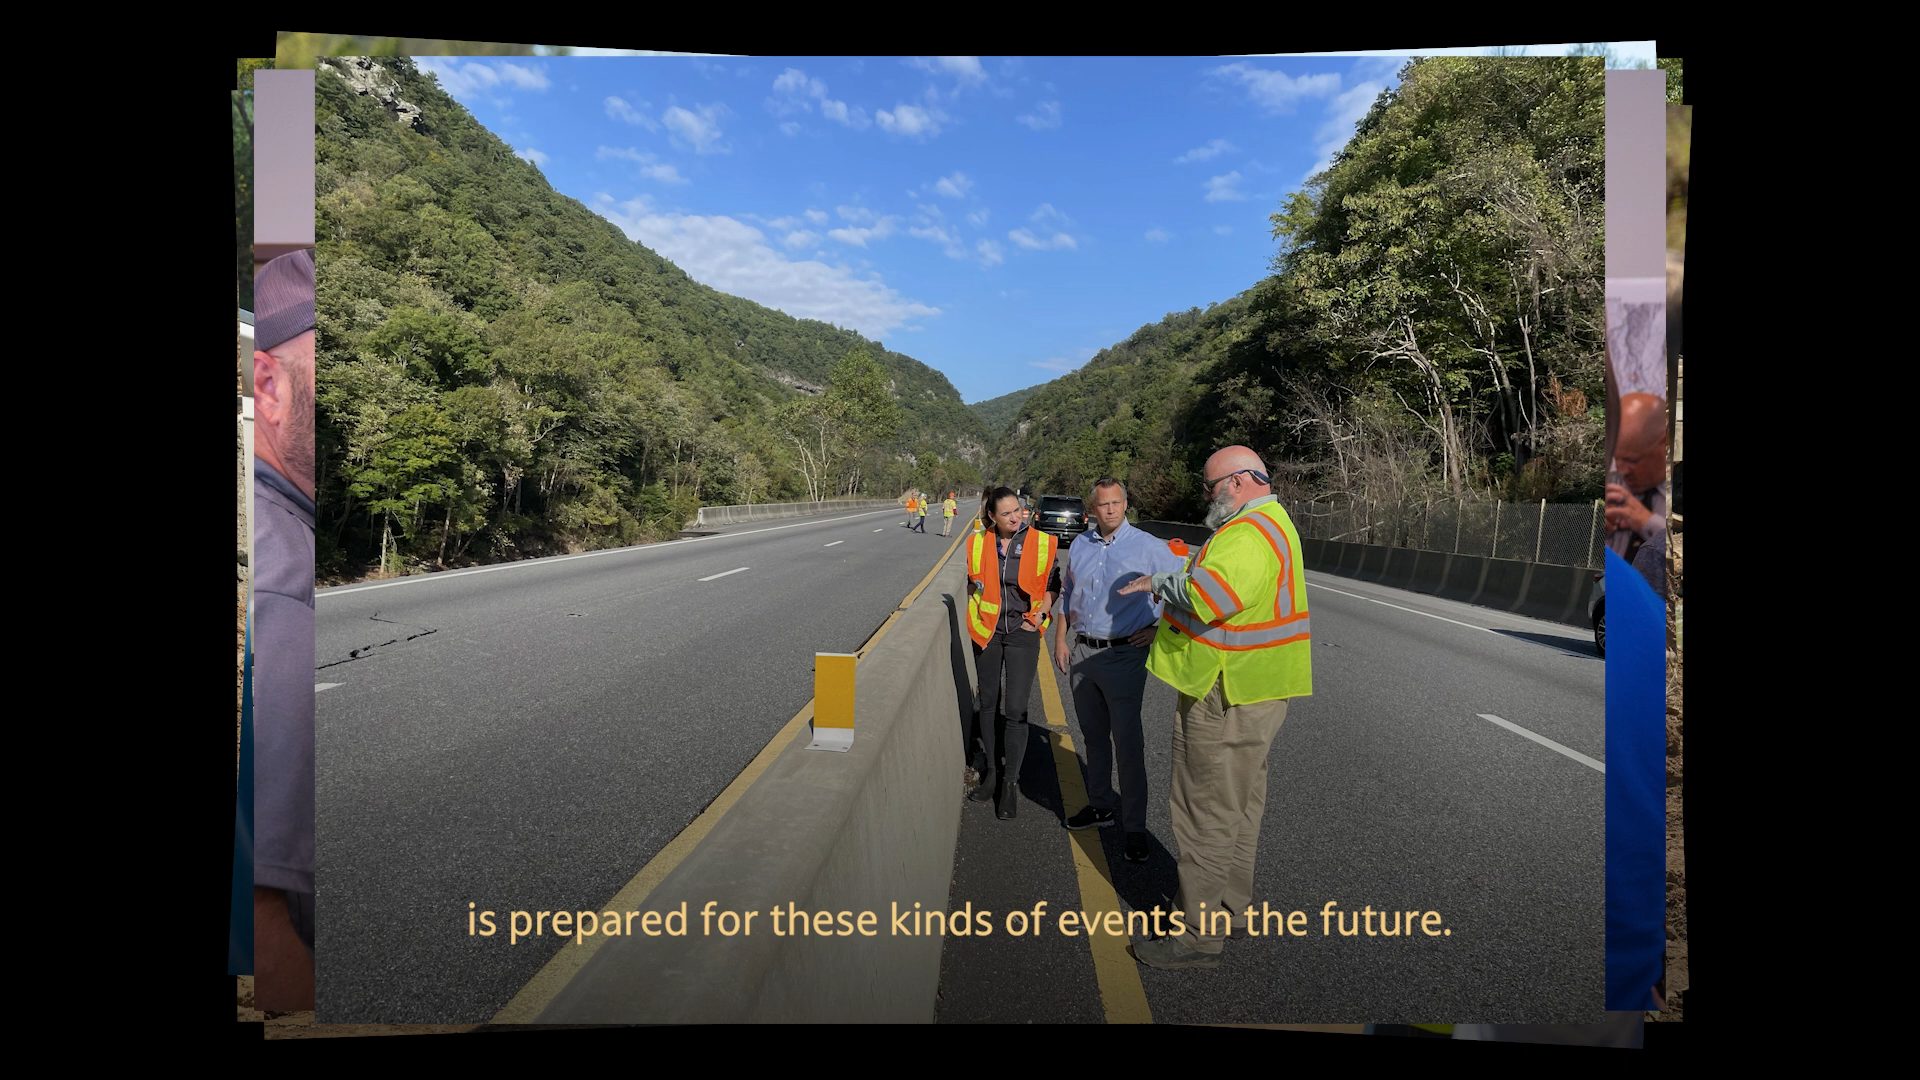 is prepared for these kinds of events in the future.